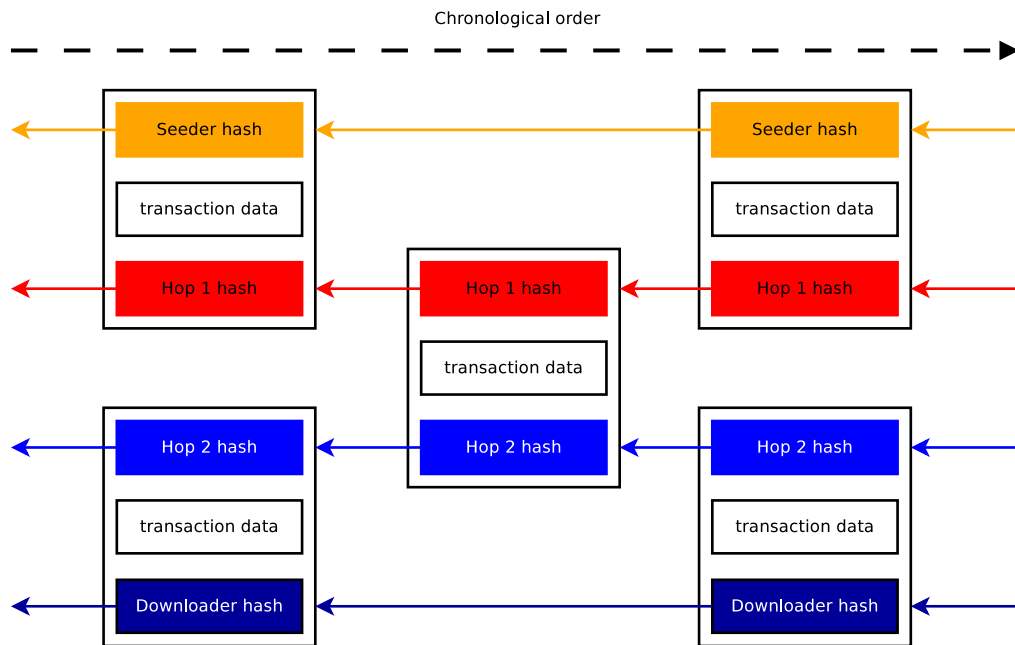 Chronological order
Seeder hash
Seeder hash
transaction data
transaction data
Hop 1 hash
Hop 1 hash
Hop 1 hash
transaction data
Hop 2 hash
Hop 2 hash
Hop 2 hash
transaction data
transaction data
Downloader hash
Downloader hash